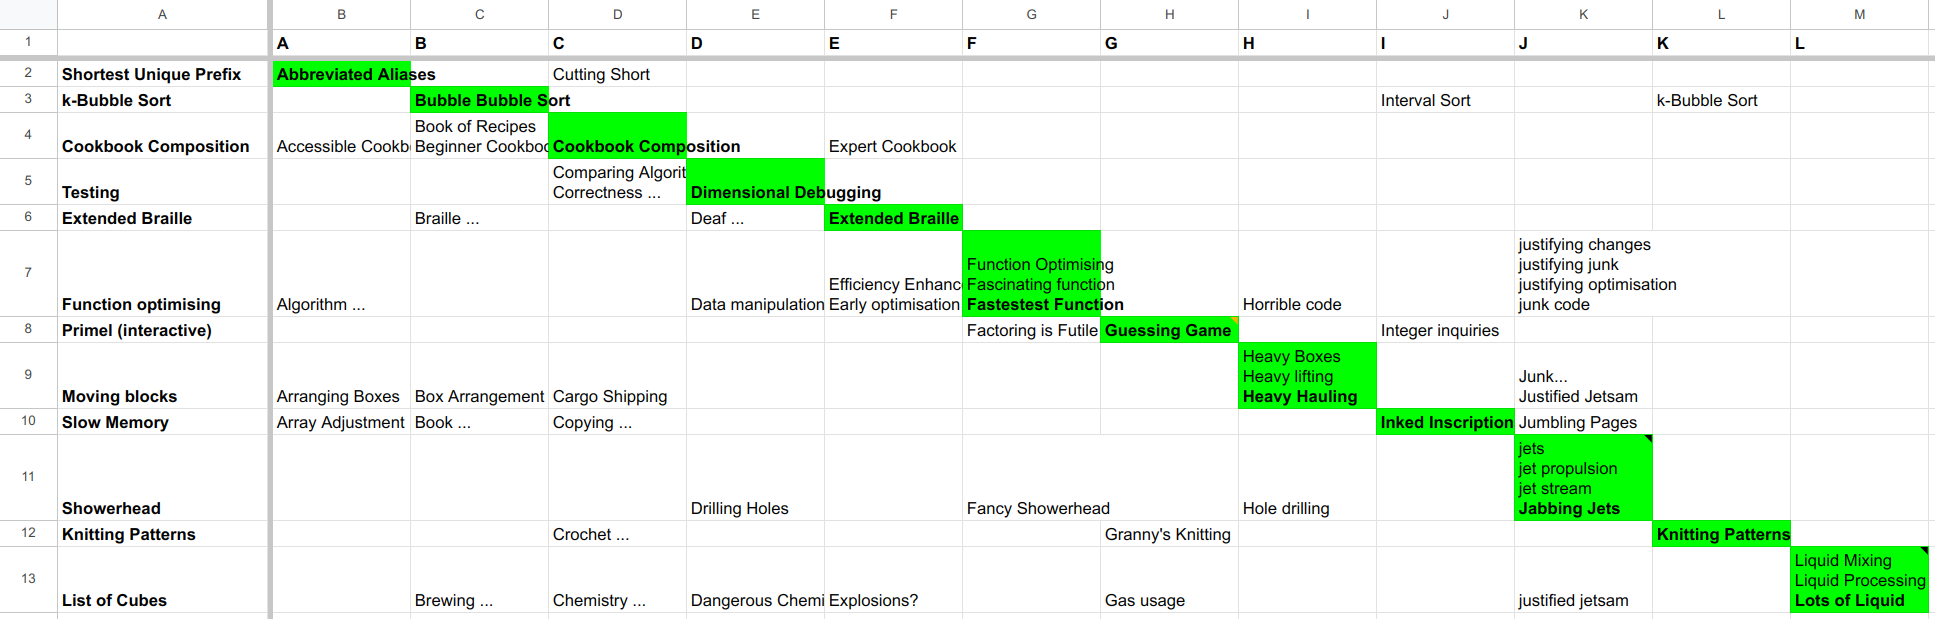 A B C D E F G H I J K L M
1 A B C D E F G H I J K L
2 Shortest Unique Prefix Abbreviated Aliases Cutting Short
3 k-Bubble Sort Bubble Bubble Sort Interval Sort k-Bubble Sort
Book of Recipes
4 Cookbook Composition Accessible Cookb Beginner Cookboo Cookbook Composition Expert Cookbook
Comparing Algorit
5 Testing Correctness ... Dimensional Debugging
6 Extended Braille Braille ... Deaf ... Extended Braille
justifying changes
Function Optimising justifying junk
Efficiency Enhanc Fascinating function justifying optimisation
7 Function optimising Algorithm ... Data manipulation Early optimisation Fastestest Function Horrible code junk code
8 Primel (interactive) Factoring is Futile Guessing Game Integer inquiries
Heavy Boxes
Heavy lifting Junk...
9 Moving blocks Arranging Boxes Box Arrangement Cargo Shipping Heavy Hauling Justified Jetsam
10 Slow Memory Array Adjustment Book ... Copying ... Inked Inscription Jumbling Pages
jets
jet propulsion
jet stream
11 Showerhead Drilling Holes Fancy Showerhead Hole drilling Jabbing Jets
12 Knitting Patterns Crochet ... Granny's Knitting Knitting Patterns
Liquid Mixing
Liquid Processing
13 List of Cubes Brewing ... Chemistry ... Dangerous Chemi Explosions? Gas usage justified jetsam Lots of Liquid